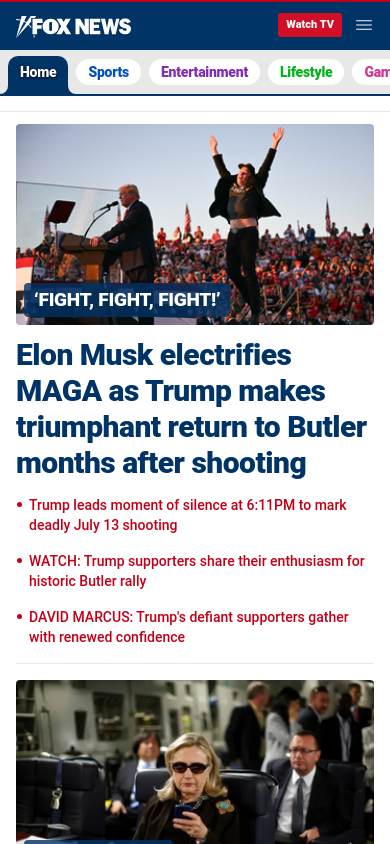 FOX NEWS
Watch TV
Home
Sports
Entertainment
Lifestyle
‘FIGHT, FIGHT, FIGHT!’
Elon Musk electrifies
MAGA as Trump makes
triumphant return to Butler
months after shooting
• Trump leads moment of silence at 6:11PM to mark
deadly July 13 shooting
• WATCH: Trump supporters share their enthusiasm for
historic Butler rally
• DAVID MARCUS: Trump's defiant supporters gather
with renewed confidence